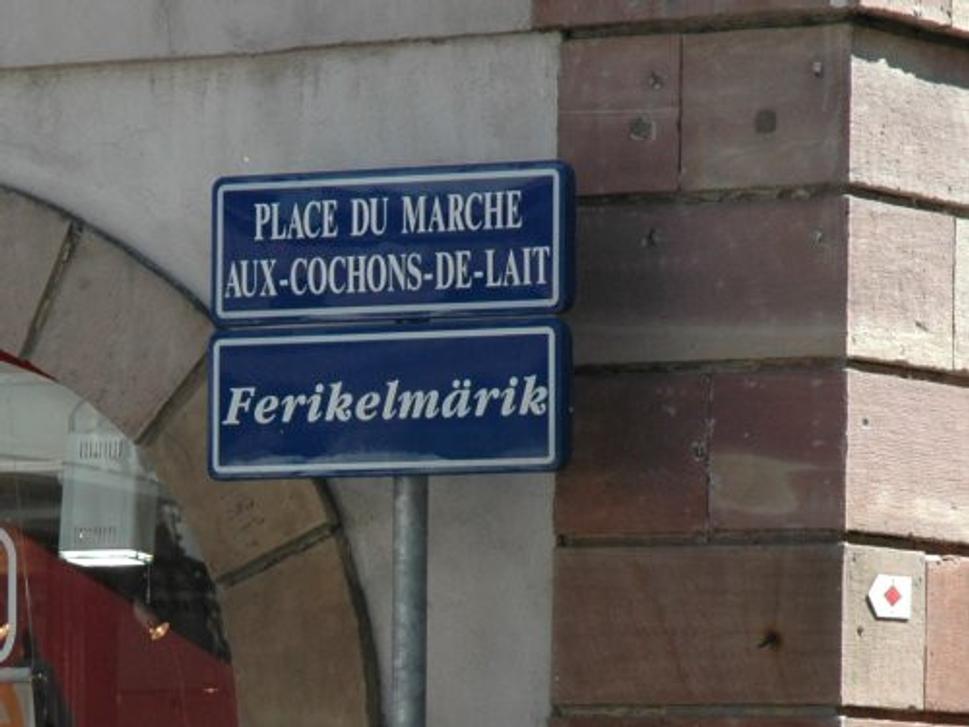 PLACE DU MARCHE
AUX-COCHONS-DE-LAIT
Ferikelmärik